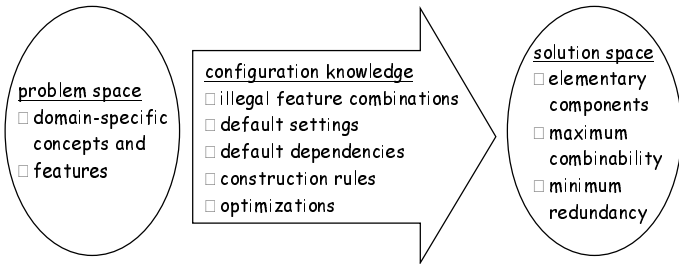 problem space
□ domain-specific
concepts and
□ features
configuration knowledge
□ illegal feature combinations
□ default settings
□ default dependencies
□ construction rules
□ optimizations
solution space
□ elementary
components
□ maximum
combinability
□ minimum
redundancy